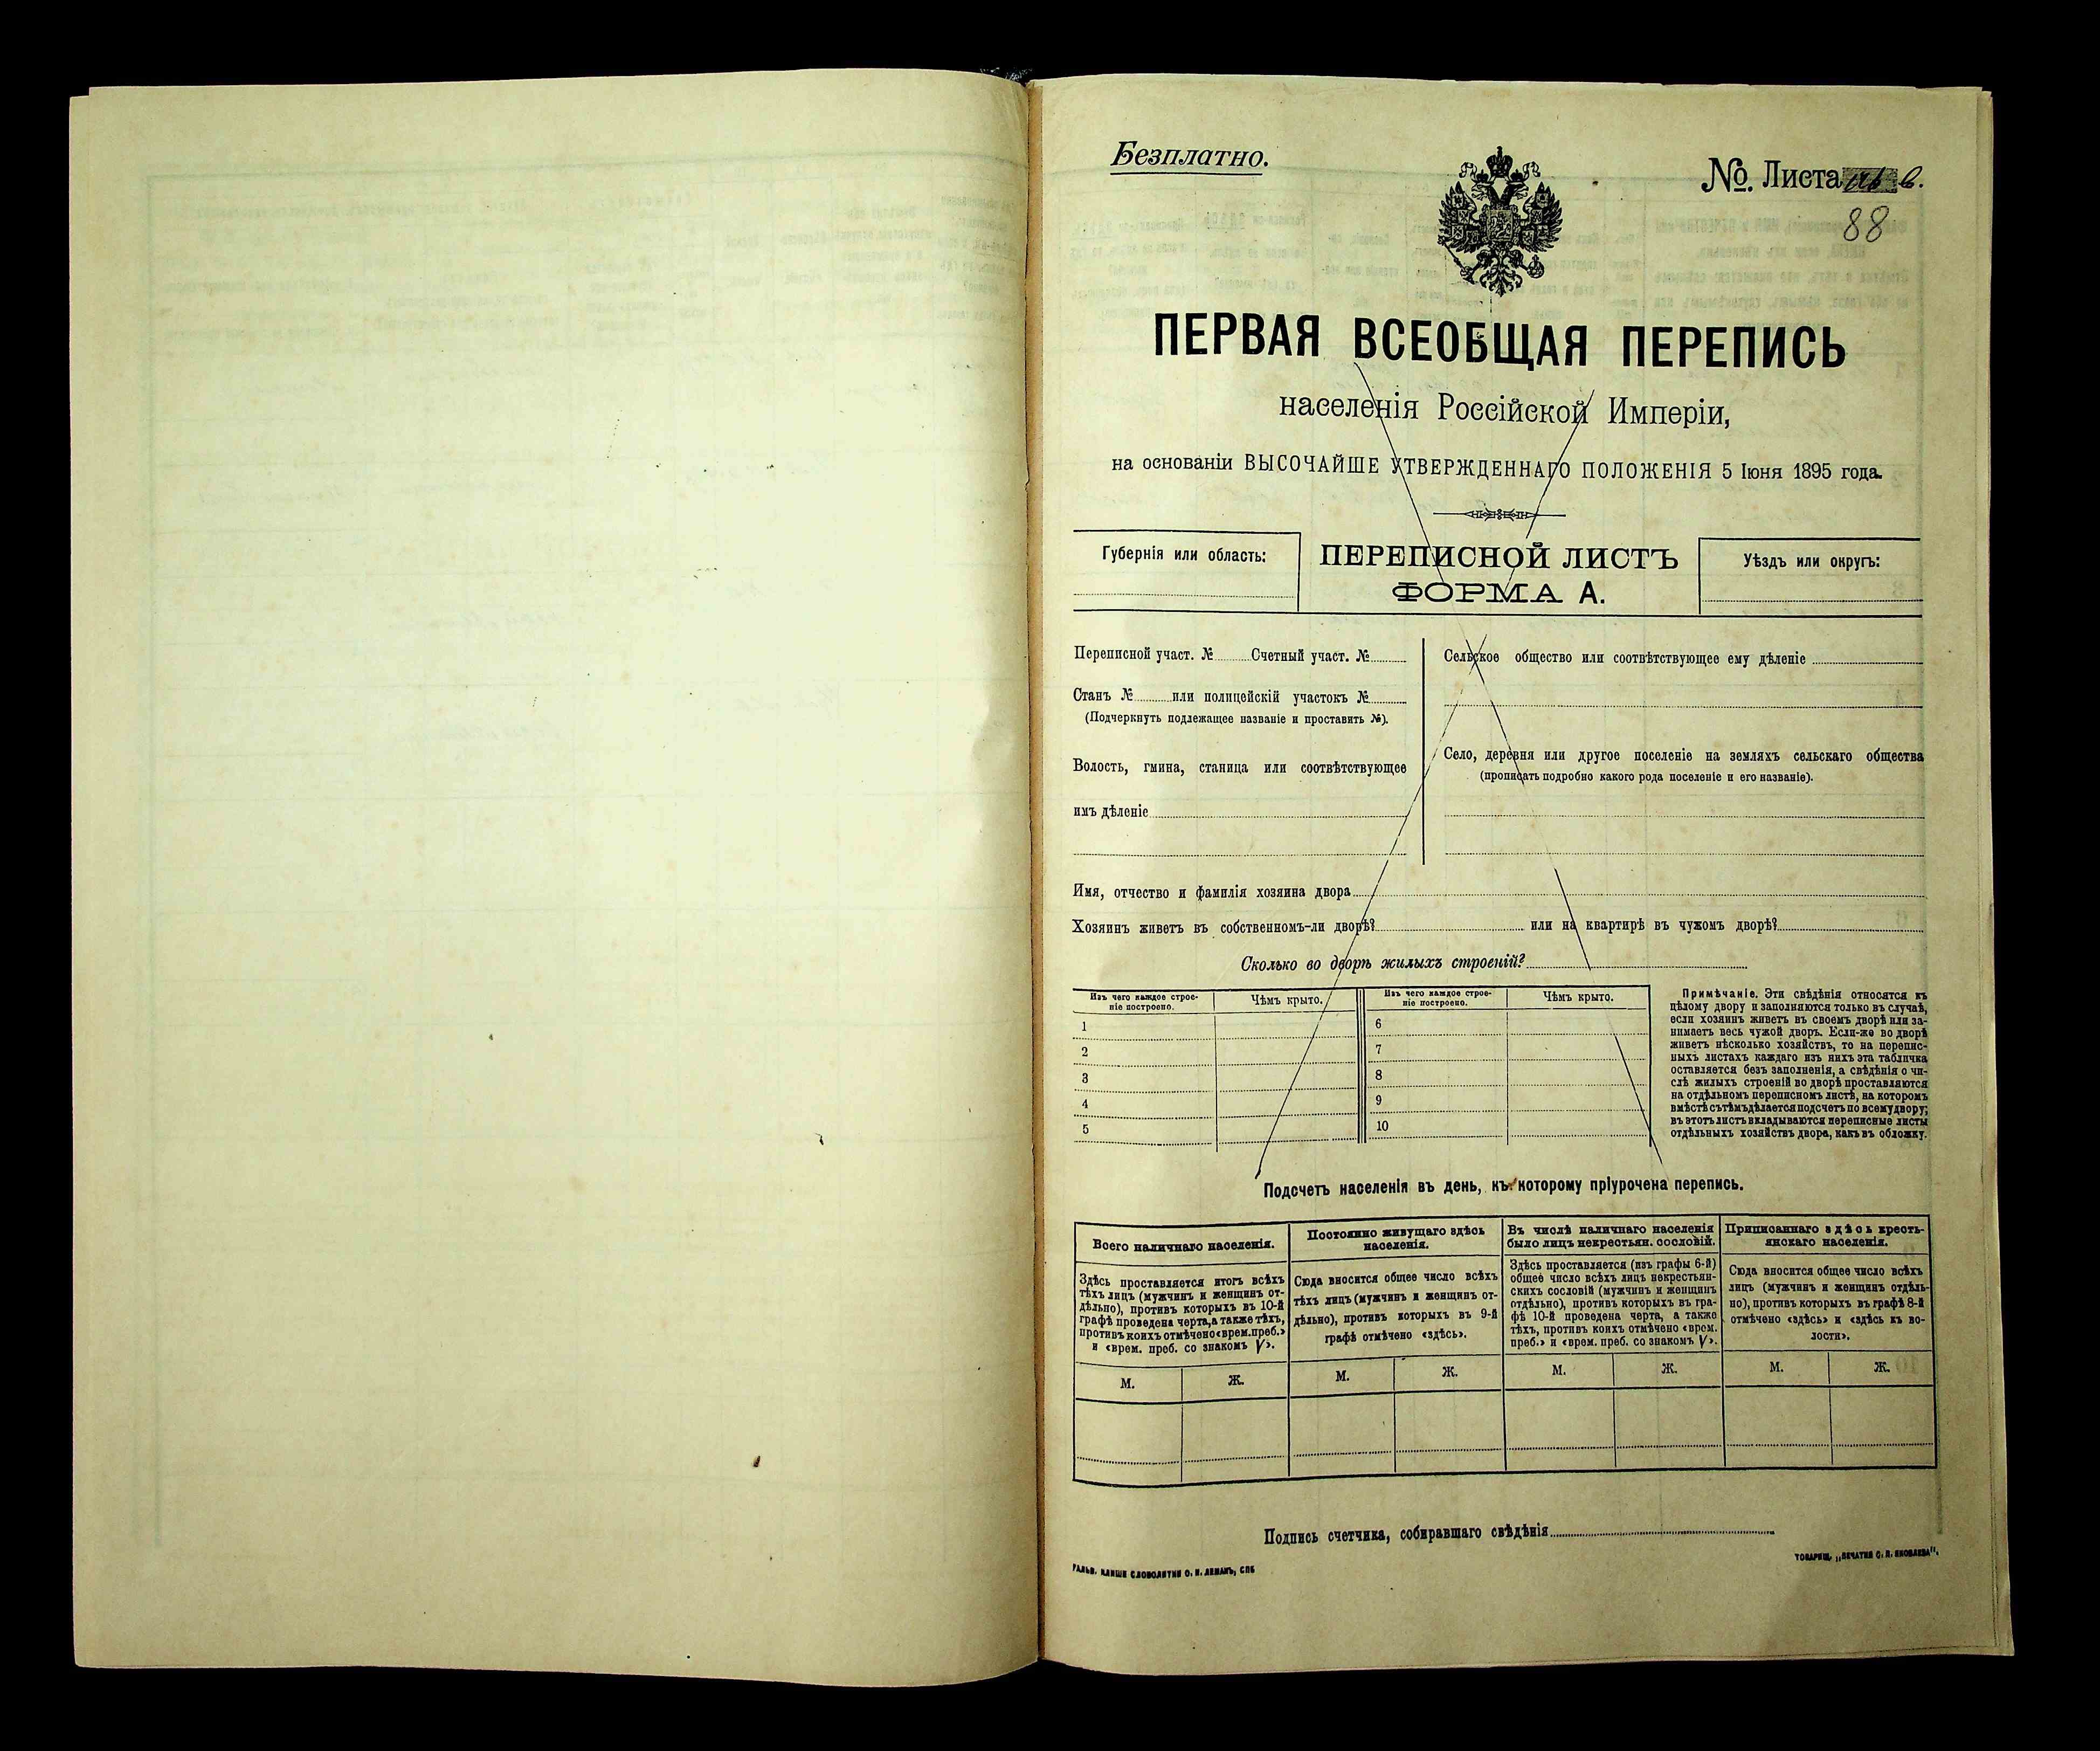 Безплатно.
№ Листа
88
ПЕРВАЯ ВСЕОБЩАЯ ПЕРЕПИСЬ
населенія Россійской Имперіи,
на основаніи ВЫСОЧАЙШЕ УТВЕРЖДЕННАГО ПОЛОЖЕНІЯ 5 Іюня 1895 года.
Губернія или область:
ПЕРЕПИСНОЙ ЛИСТЪ
ФОРМА А.
Уѣздъ или округъ:
Переписной участ. № Счетный участ. №
Станъ № или полицейскій участокъ №
(Подчеркнуть подлежащее названіе и проставить №).
Волость, гмина, станица или соотвѣтствующее
имъ дѣленіе
Сельское общество или соотвѣтствующее ему дѣленіе
Село, деревня или другое поселеніе на земляхъ сельскаго общества
(прописать подробно какого рода поселеніе и его названіе).
Имя, отчество и фамилія хозяина двора
Хозяинъ живетъ въ собственномъ-ли дворѣ? или на квартирѣ въ чужомъ дворѣ?
Сколько во дворѣ жилыхъ строеній?
Изъ чего каждое строе-
ніе построено.
Чѣмъ крыто.
1
2
3
4
5
Изъ чего каждое строе-
ніе построено.
Чѣмъ крыто.
6
7
8
9
10
Примѣчаніе. Эти свѣдѣнія относятся къ
цѣлому двору и заполняются только въ случаѣ,
если хозяинъ живетъ въ своемъ дворѣ или за-
нимаетъ весь чужой дворъ. Если-же во дворѣ
живетъ нѣсколько хозяйствъ, то на перепис-
ныхъ листахъ каждаго изъ нихъ эта табличка
оставляется безъ заполненія, а свѣдѣнія о чи-
слѣ жилыхъ строеній во дворѣ проставляются
на отдѣльномъ переписномъ листѣ, на которомъ
вмѣстѣ съ тѣмъ дѣлается подсчетъ по всему двору;
въ этотъ листъ вкладываются переписные листы
отдѣльныхъ хозяйствъ двора, какъ въ обложку.
Подсчетъ населенія въ день, къ которому пріурочена перепись.
Всего наличнаго населенія.
Здѣсь проставляется итогъ всѣхъ
тѣхъ лицъ (мужчинъ и женщинъ от-
дѣльно), противъ которыхъ въ 10-й
графѣ проведена черта, а также тѣхъ,
противъ коихъ отмѣчено «врем. преб.»
и «врем. преб. со знакомъ V».
М. Ж.
Постоянно живущаго здѣсь
населенія.
Сюда вносится общее число всѣхъ
тѣхъ лицъ (мужчинъ и женщинъ от-
дѣльно), противъ которыхъ въ 9-й
графѣ отмѣчено «здѣсь».
М. Ж.
Въ числѣ наличнаго населенія
было лицъ некрестьян. сословій.
Здѣсь проставляется (изъ графы 6-й)
общее число всѣхъ лицъ некрестьян-
скихъ сословій (мужчинъ и женщинъ
отдѣльно), противъ которыхъ въ гра-
фѣ 10-й проведена черта, а также
тѣхъ, противъ коихъ отмѣчено «врем.
преб.» и «врем. преб. со знакомъ V».
М. Ж.
Приписаннаго здѣсь кресть-
янскаго населенія.
Сюда вносится общее число всѣхъ
лицъ (мужчинъ и женщинъ отдѣль-
но), противъ которыхъ въ графѣ 8-й
отмѣчено «здѣсь» и «здѣсь къ во-
лости».
М. Ж.
Подпись счетчика, собиравшаго свѣдѣнія
ГАЛЬВ. КЛИШЕ СЛОВОЛИТНИ О. И. ЛЕМАНЪ, СПБ
ТОВАРИЩ. „ПЕЧАТНЯ С. П. ЯКОВЛЕВА".